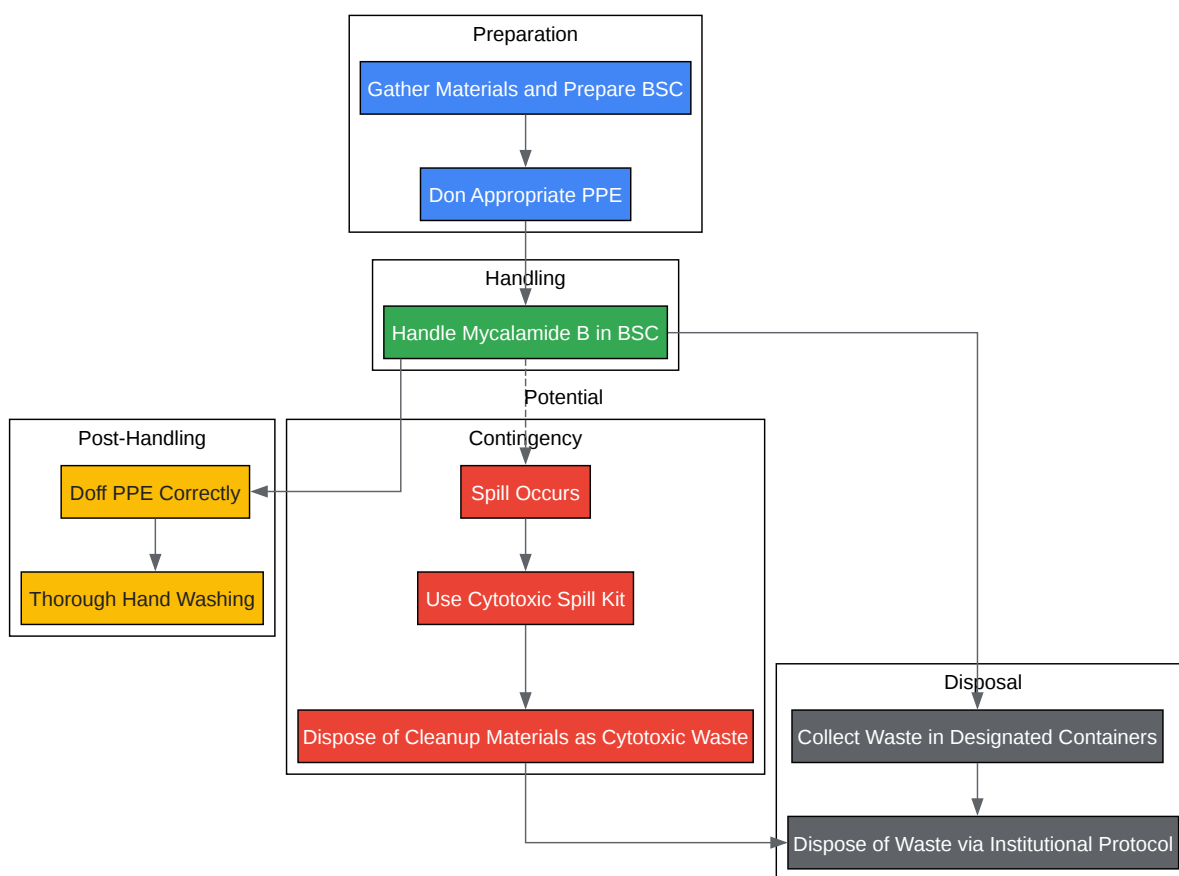 Preparation
Gather Materials and Prepare BSC
Don Appropriate PPE
Handling
Handle Mycalamide B in BSC
Potential
Post-Handling
Doff PPE Correctly
Thorough Hand Washing
Contingency
Spill Occurs
Use Cytotoxic Spill Kit
Dispose of Cleanup Materials as Cytotoxic Waste
Disposal
Collect Waste in Designated Containers
Dispose of Waste via Institutional Protocol